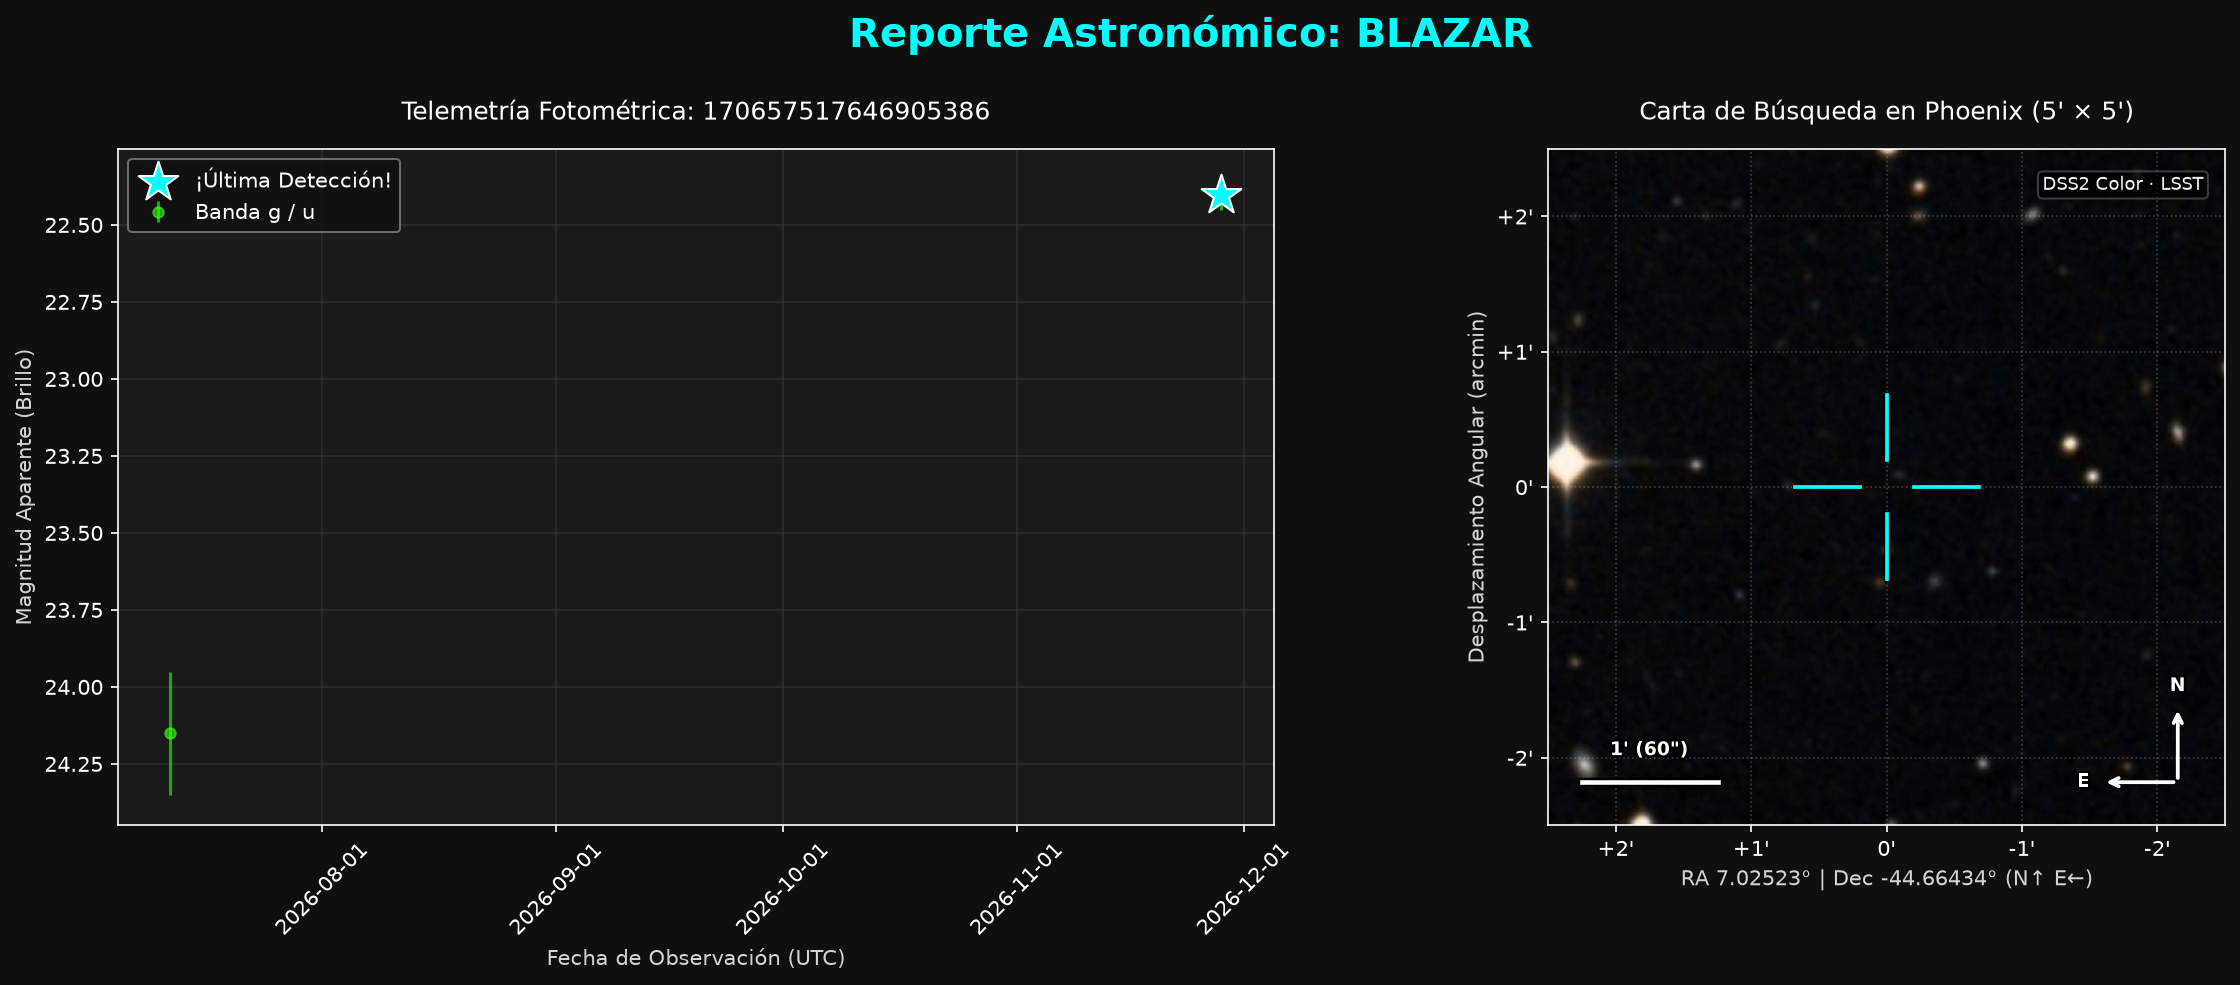 Reporte Astronómico: BLAZAR
Telemetría Fotométrica: 170657517646905386
¡Última Detección!
Banda g / u
Magnitud Aparente (Brillo)
22.50
22.75
23.00
23.25
23.50
23.75
24.00
24.25
2026-08-01
2026-09-01
2026-10-01
2026-11-01
2026-12-01
Fecha de Observación (UTC)
Carta de Búsqueda en Phoenix (5' × 5')
DSS2 Color · LSST
Desplazamiento Angular (arcmin)
+2'
+1'
0'
-1'
-2'
N
E
1' (60")
+2'
+1'
0'
-1'
-2'
RA 7.02523° | Dec -44.66434° (N↑ E←)